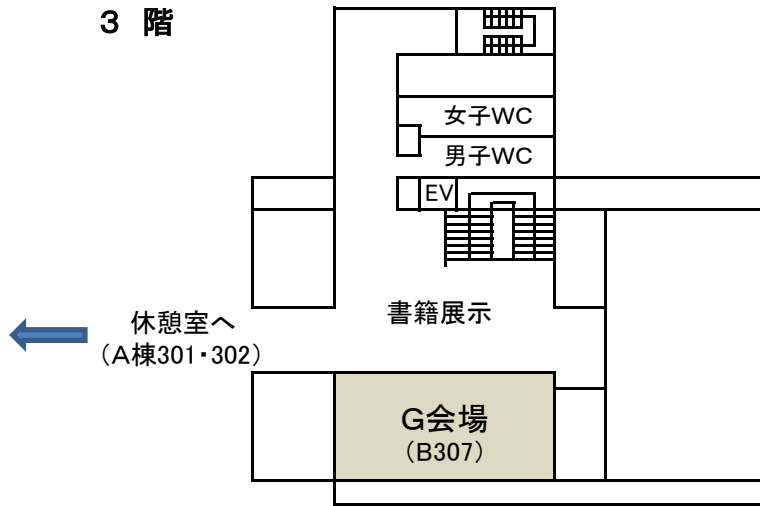 3 階
女子WC
男子WC
EV
書籍展示
休憩室へ
（A棟301・302）
G会場
（B307）